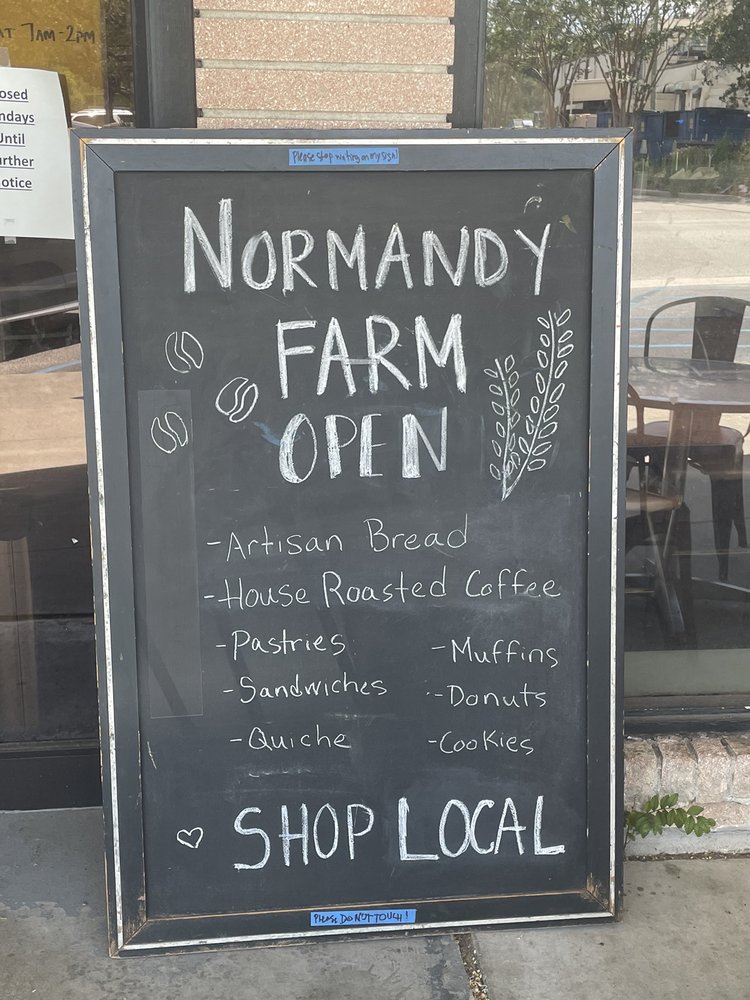 AT 7AM-2PM
osed
ndays
Until
urther
otice
Please stop writing on my sign!
NORMANDY
FARM
OPEN
-Artisan Bread
-House Roasted Coffee
-Pastries
-Muffins
-Sandwiches
-Donuts
-Quiche
-Cookies
♡ SHOP LOCAL
Please DO NOT TOUCH!